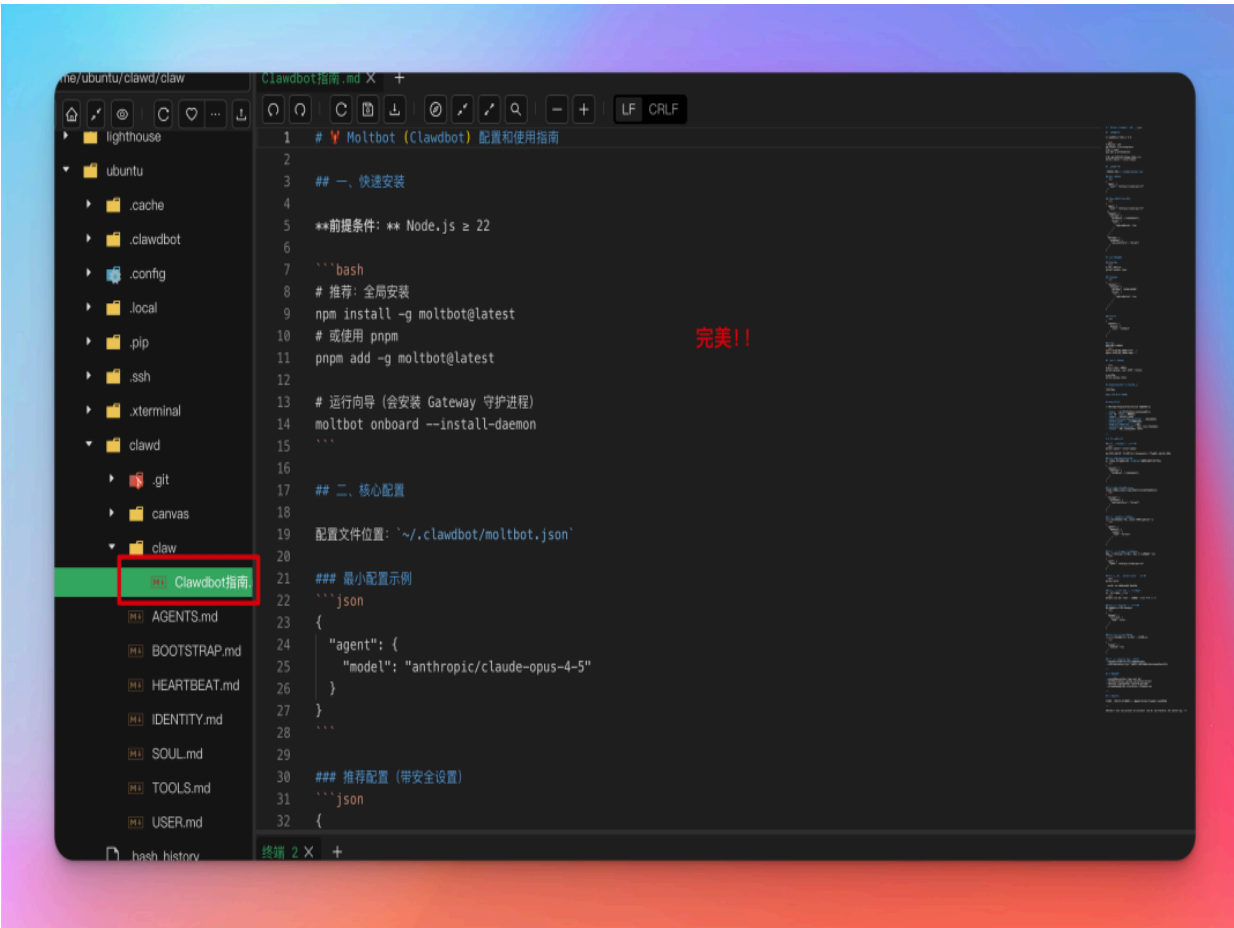 me/ubuntu/clawd/claw
lighthouse
ubuntu
.cache
.clawdbot
.config
.local
.pip
.ssh
.xterminal
clawd
.git
canvas
claw
Clawdbot指南.
AGENTS.md
BOOTSTRAP.md
HEARTBEAT.md
IDENTITY.md
SOUL.md
TOOLS.md
USER.md
.bash_history
Clawdbot指南.md X +
LF CRLF
1 # 🦞 Moltbot (Clawdbot) 配置和使用指南
2
3 ## 一、快速安装
4
5 **前提条件: ** Node.js ≥ 22
6
7 ```bash
8 # 推荐: 全局安装
9 npm install -g moltbot@latest
10 # 或使用 pnpm
11 pnpm add -g moltbot@latest
12
13 # 运行向导 (会安装 Gateway 守护进程)
14 moltbot onboard --install-daemon
15 ```
16
17 ## 二、核心配置
18
19 配置文件位置: `~/.clawdbot/moltbot.json`
20
21 ### 最小配置示例
22 ```json
23 {
24 "agent": {
25 "model": "anthropic/claude-opus-4-5"
26 }
27 }
28 ```
29
30 ### 推荐配置 (带安全设置)
31 ```json
32 {
完美!!
终端 2 X +